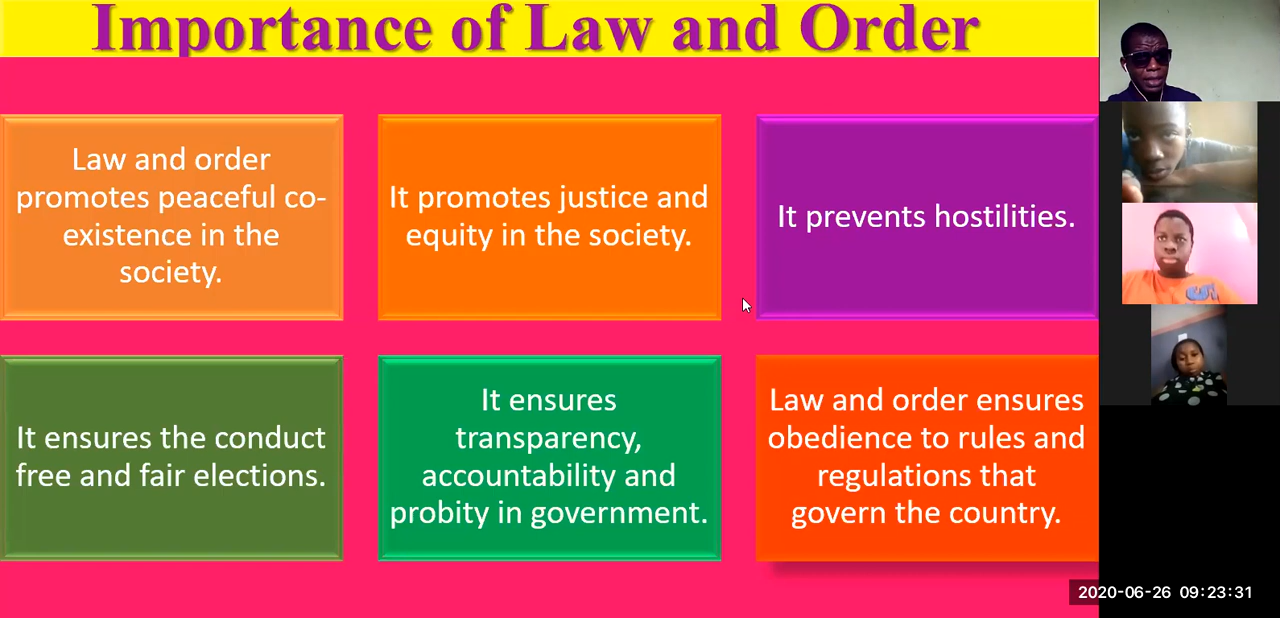 Importance of Law and Order
Law and order
promotes peaceful co-
existence in the
society.
It promotes justice and
equity in the society.
It prevents hostilities.
It ensures the conduct
free and fair elections.
It ensures
transparency,
accountability and
probity in government.
Law and order ensures
obedience to rules and
regulations that
govern the country.
2020-06-26 09:23:31